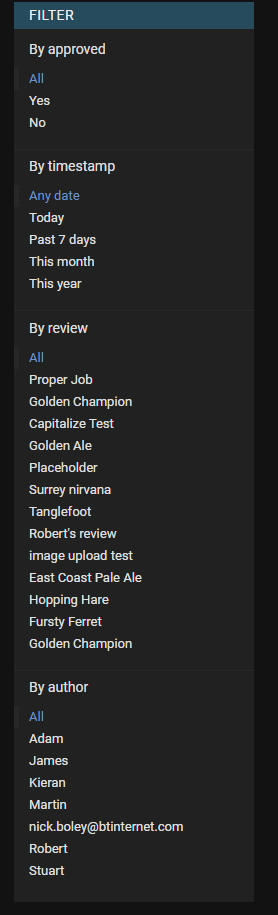 FILTER
By approved
All
Yes
No
By timestamp
Any date
Today
Past 7 days
This month
This year
By review
All
Proper Job
Golden Champion
Capitalize Test
Golden Ale
Placeholder
Surrey nirvana
Tanglefoot
Robert's review
image upload test
East Coast Pale Ale
Hopping Hare
Fursty Ferret
Golden Champion
By author
All
Adam
James
Kieran
Martin
nick.boley@btinternet.com
Robert
Stuart